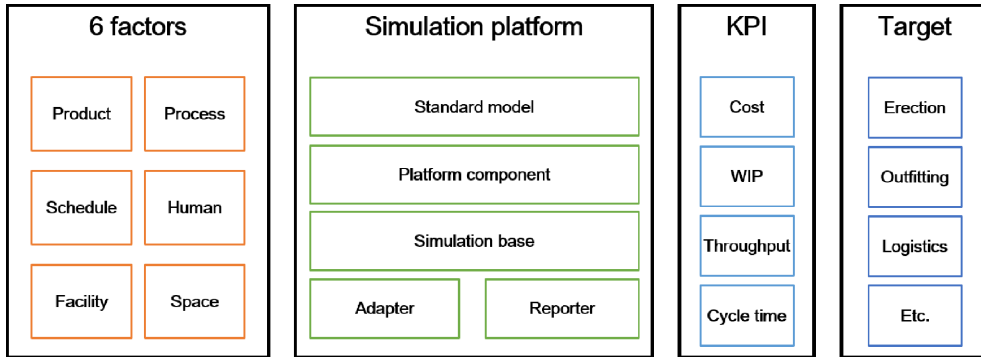 6 factors
Product
Process
Schedule
Human
Facility
Space
Simulation platform
Standard model
Platform component
Simulation base
Adapter
Reporter
KPI
Cost
WIP
Throughput
Cycle time
Target
Erection
Outfitting
Logistics
Etc.